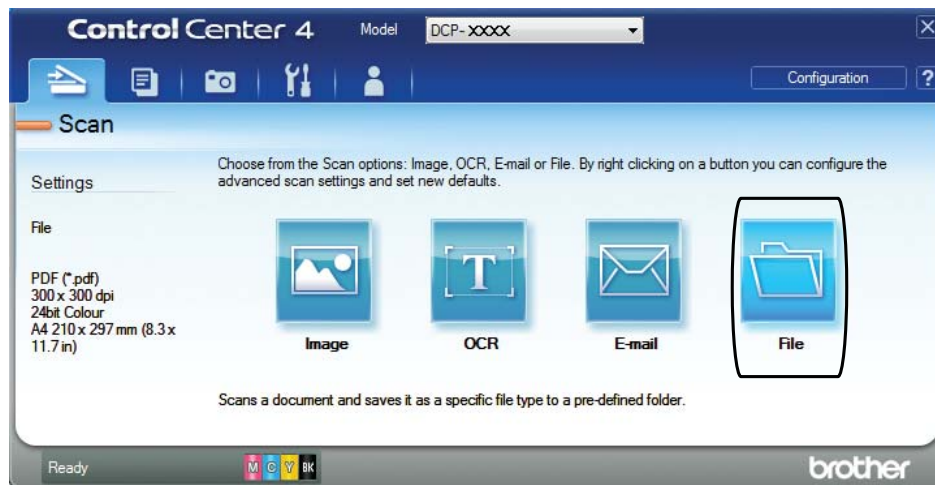 Control Center 4
Model
DCP- XXXX
X
Configuration
?
Scan
Settings
File
PDF (*.pdf)
300 x 300 dpi
24bit Colour
A4 210 x 297 mm (8.3 x
11.7 in)
Choose from the Scan options: Image, OCR, E-mail or File. By right clicking on a button you can configure the
advanced scan settings and set new defaults.
T
Image
OCR
E-mail
File
Scans a document and saves it as a specific file type to a pre-defined folder.
Ready
M C Y BK
brother